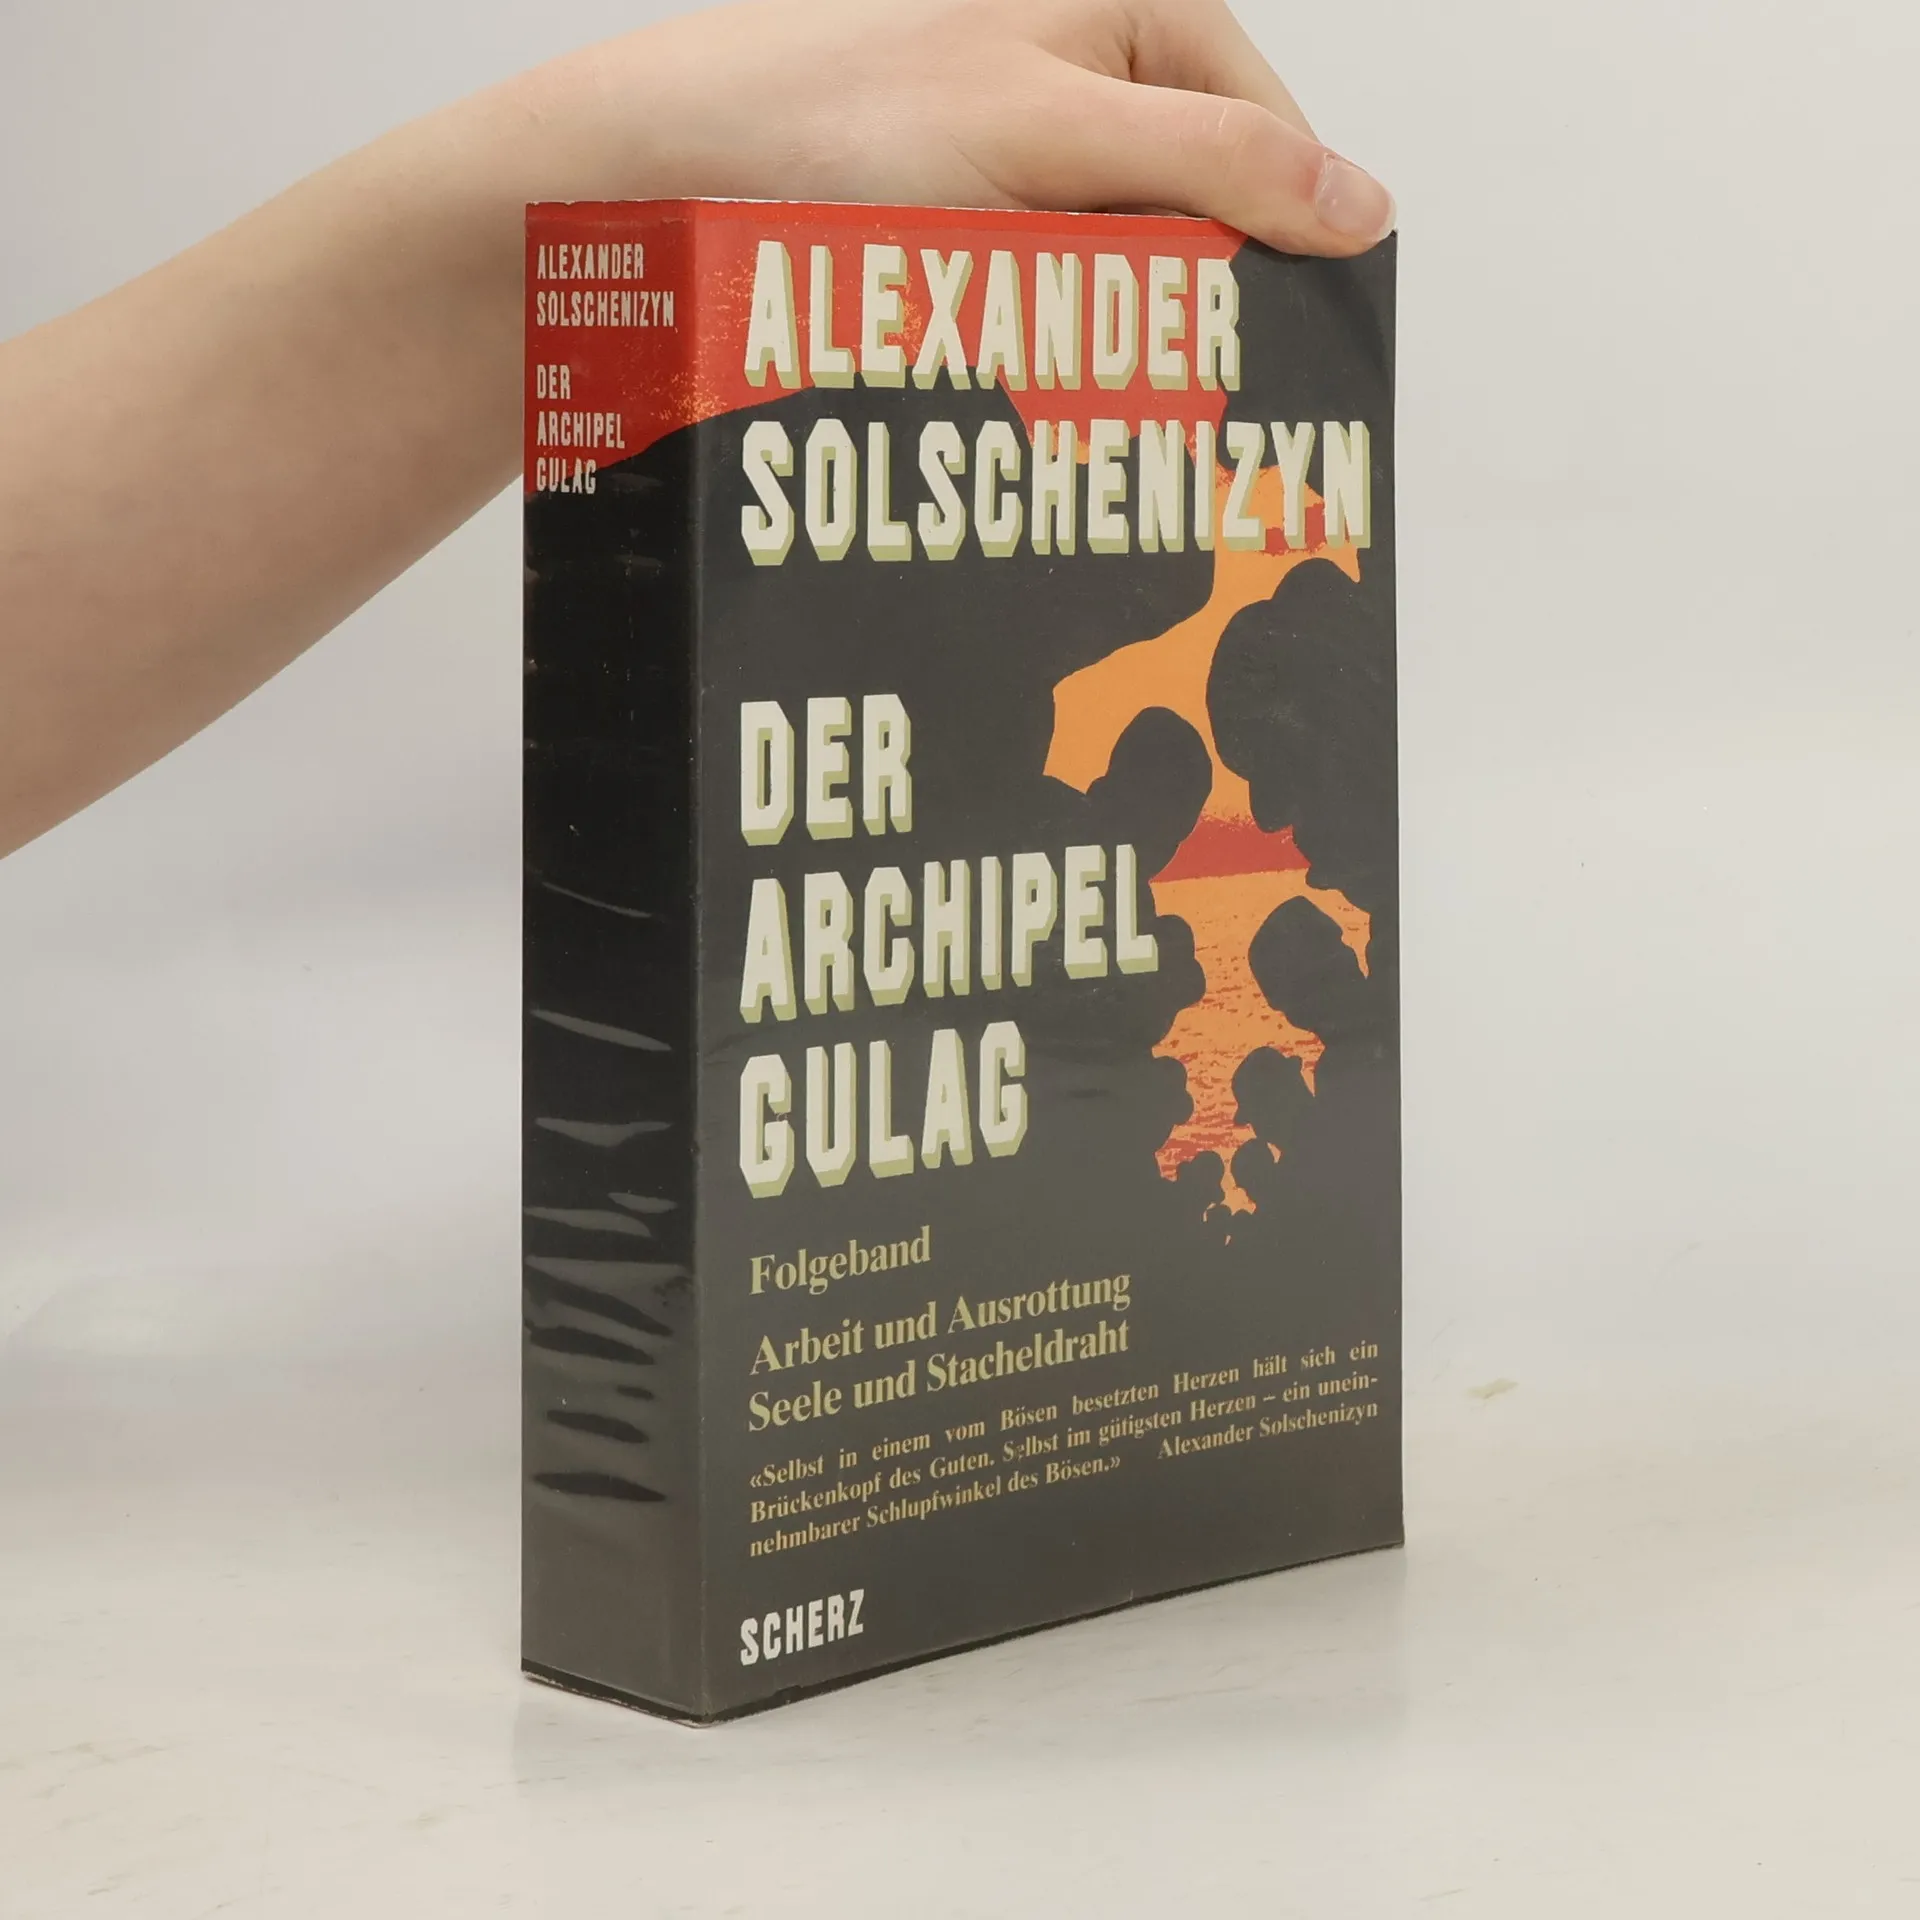 ALEXANDER
SOLSCHENIZYN
DER
ARCHIPEL
GULAG
ALEXANDER
SOLSCHENIZYN
DER
ARCHIPEL
GULAG
Folgeband
Arbeit und Ausrottung
Seele und Stacheldraht
«Selbst in einem vom Bösen besetzten Herzen hält sich ein
Brückenkopf des Guten. Selbst im gütigsten Herzen – ein unein-
nehmbarer Schlupfwinkel des Bösen.» Alexander Solschenizyn
SCHERZ